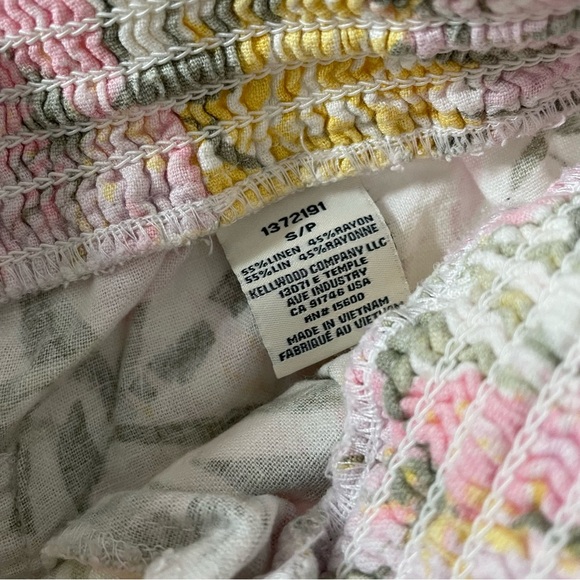 1372191
S/P
55%LINEN 45%RAYON
55%LIN 45%RAYONNE
KELLWOOD COMPANY LLC
13071 E TEMPLE
AVE INDUSTRY
CA 91746 USA
RN# 15600
MADE IN VIETNAM
FABRIQUÉ AU VIETN